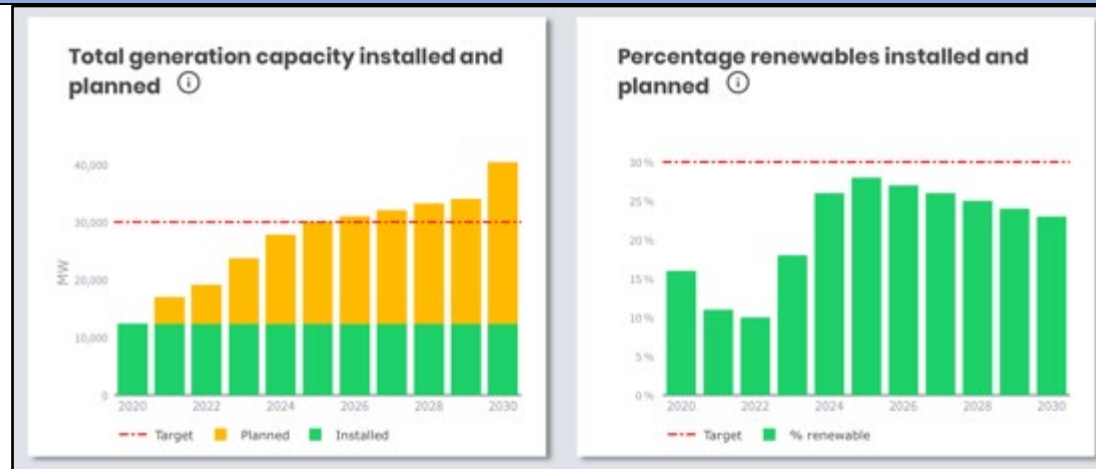 Total generation capacity installed and
planned
40,000
30,000
20,000
10,000
0
MW
2020 2022 2024 2026 2028 2030
Target Planned Installed
Percentage renewables installed and
planned
30 %
25 %
20 %
15 %
10 %
5 %
0 %
2020 2022 2024 2026 2028 2030
Target % renewable